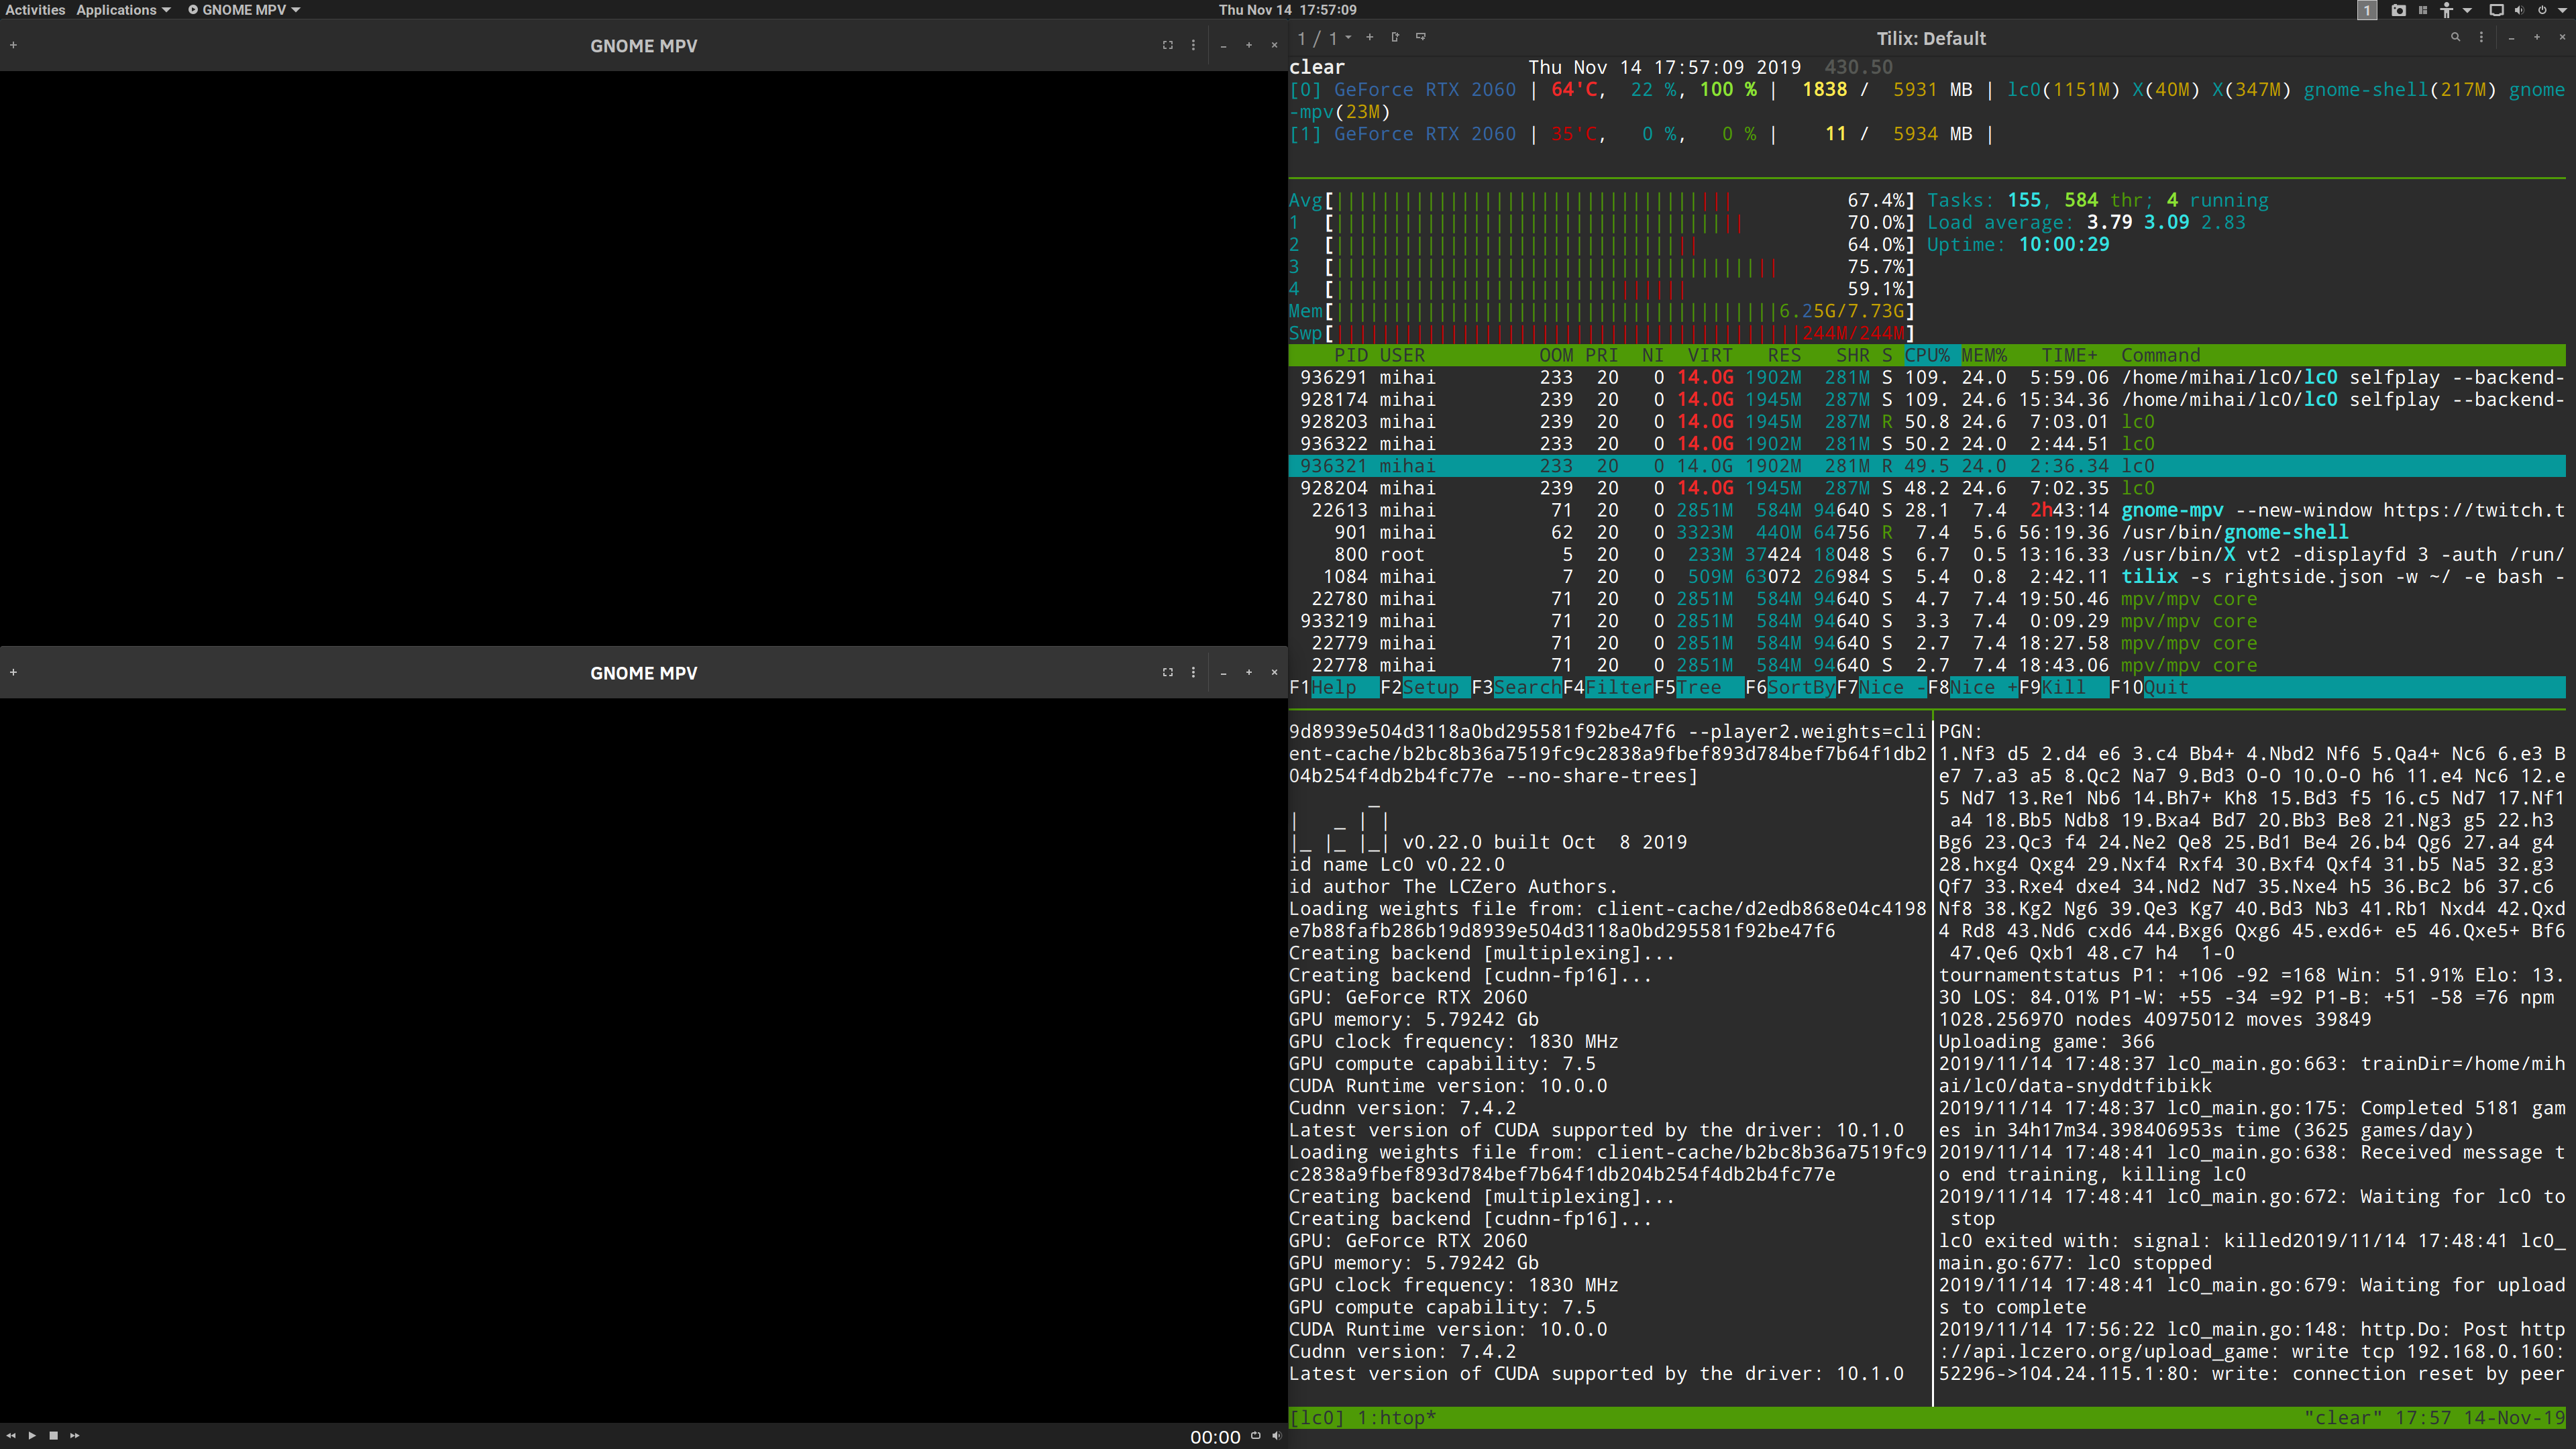 Activities Applications GNOME MPV Thu Nov 14 17:57:09 1
GNOME MPV
GNOME MPV
00:00
1 / 1 Tilix: Default
clear Thu Nov 14 17:57:09 2019 430.50
[0] GeForce RTX 2060 | 64'C, 22 %, 100 % | 1838 / 5931 MB | lc0(1151M) X(40M) X(347M) gnome-shell(217M) gnome
-mpv(23M)
[1] GeForce RTX 2060 | 35'C, 0 %, 0 % | 11 / 5934 MB |
Avg[ 67.4%] Tasks: 155, 584 thr; 4 running
1 [ 70.0%] Load average: 3.79 3.09 2.83
2 [ 64.0%] Uptime: 10:00:29
3 [ 75.7%]
4 [ 59.1%]
Mem[ 6.25G/7.73G]
Swp[ 244M/244M]
PID USER OOM PRI NI VIRT RES SHR S CPU% MEM% TIME+ Command
936291 mihai 233 20 0 14.0G 1902M 281M S 109. 24.0 5:59.06 /home/mihai/lc0/lc0 selfplay --backend-
928174 mihai 239 20 0 14.0G 1945M 287M S 109. 24.6 15:34.36 /home/mihai/lc0/lc0 selfplay --backend-
928203 mihai 239 20 0 14.0G 1945M 287M R 50.8 24.6 7:03.01 lc0
936322 mihai 233 20 0 14.0G 1902M 281M S 50.2 24.0 2:44.51 lc0
936321 mihai 233 20 0 14.0G 1902M 281M R 49.5 24.0 2:36.34 lc0
928204 mihai 239 20 0 14.0G 1945M 287M S 48.2 24.6 7:02.35 lc0
22613 mihai 71 20 0 2851M 584M 94640 S 28.1 7.4 2h43:14 gnome-mpv --new-window https://twitch.t
901 mihai 62 20 0 3323M 440M 64756 R 7.4 5.6 56:19.36 /usr/bin/gnome-shell
800 root 5 20 0 233M 37424 18048 S 6.7 0.5 13:16.33 /usr/bin/X vt2 -displayfd 3 -auth /run/
1084 mihai 7 20 0 509M 63072 26984 S 5.4 0.8 2:42.11 tilix -s rightside.json -w ~/ -e bash -
22780 mihai 71 20 0 2851M 584M 94640 S 4.7 7.4 19:50.46 mpv/mpv core
933219 mihai 71 20 0 2851M 584M 94640 S 3.3 7.4 0:09.29 mpv/mpv core
22779 mihai 71 20 0 2851M 584M 94640 S 2.7 7.4 18:27.58 mpv/mpv core
22778 mihai 71 20 0 2851M 584M 94640 S 2.7 7.4 18:43.06 mpv/mpv core
F1Help F2Setup F3SearchF4FilterF5Tree F6SortByF7Nice -F8Nice +F9Kill F10Quit
9d8939e504d3118a0bd295581f92be47f6 --player2.weights=cli
ent-cache/b2bc8b36a7519fc9c2838a9fbef893d784bef7b64f1db2
04b254f4db2b4fc77e --no-share-trees]
_
| _ | |
|_ |_ |_| v0.22.0 built Oct 8 2019
id name Lc0 v0.22.0
id author The LCZero Authors.
Loading weights file from: client-cache/d2edb868e04c4198
e7b88fafb286b19d8939e504d3118a0bd295581f92be47f6
Creating backend [multiplexing]...
Creating backend [cudnn-fp16]...
GPU: GeForce RTX 2060
GPU memory: 5.79242 Gb
GPU clock frequency: 1830 MHz
GPU compute capability: 7.5
CUDA Runtime version: 10.0.0
Cudnn version: 7.4.2
Latest version of CUDA supported by the driver: 10.1.0
Loading weights file from: client-cache/b2bc8b36a7519fc9
c2838a9fbef893d784bef7b64f1db204b254f4db2b4fc77e
Creating backend [multiplexing]...
Creating backend [cudnn-fp16]...
GPU: GeForce RTX 2060
GPU memory: 5.79242 Gb
GPU clock frequency: 1830 MHz
GPU compute capability: 7.5
CUDA Runtime version: 10.0.0
Cudnn version: 7.4.2
Latest version of CUDA supported by the driver: 10.1.0
PGN:
1.Nf3 d5 2.d4 e6 3.c4 Bb4+ 4.Nbd2 Nf6 5.Qa4+ Nc6 6.e3 B
e7 7.a3 a5 8.Qc2 Na7 9.Bd3 O-O 10.O-O h6 11.e4 Nc6 12.e
5 Nd7 13.Re1 Nb6 14.Bh7+ Kh8 15.Bd3 f5 16.c5 Nd7 17.Nf1
a4 18.Bb5 Ndb8 19.Bxa4 Bd7 20.Bb3 Be8 21.Ng3 g5 22.h3
Bg6 23.Qc3 f4 24.Ne2 Qe8 25.Bd1 Be4 26.b4 Qg6 27.a4 g4
28.hxg4 Qxg4 29.Nxf4 Rxf4 30.Bxf4 Qxf4 31.b5 Na5 32.g3
Qf7 33.Rxe4 dxe4 34.Nd2 Nd7 35.Nxe4 h5 36.Bc2 b6 37.c6
Nf8 38.Kg2 Ng6 39.Qe3 Kg7 40.Bd3 Nb3 41.Rb1 Nxd4 42.Qxd
4 Rd8 43.Nd6 cxd6 44.Bxg6 Qxg6 45.exd6+ e5 46.Qxe5+ Bf6
47.Qe6 Qxb1 48.c7 h4 1-0
tournamentstatus P1: +106 -92 =168 Win: 51.91% Elo: 13.
30 LOS: 84.01% P1-W: +55 -34 =92 P1-B: +51 -58 =76 npm
1028.256970 nodes 40975012 moves 39849
Uploading game: 366
2019/11/14 17:48:37 lc0_main.go:663: trainDir=/home/mih
ai/lc0/data-snyddtfibikk
2019/11/14 17:48:37 lc0_main.go:175: Completed 5181 gam
es in 34h17m34.398406953s time (3625 games/day)
2019/11/14 17:48:41 lc0_main.go:638: Received message t
o end training, killing lc0
2019/11/14 17:48:41 lc0_main.go:672: Waiting for lc0 to
stop
lc0 exited with: signal: killed2019/11/14 17:48:41 lc0_
main.go:677: lc0 stopped
2019/11/14 17:48:41 lc0_main.go:679: Waiting for upload
s to complete
2019/11/14 17:56:22 lc0_main.go:148: http.Do: Post http
://api.lczero.org/upload_game: write tcp 192.168.0.160:
52296->104.24.115.1:80: write: connection reset by peer
[lc0] 1:htop* "clear" 17:57 14-Nov-19